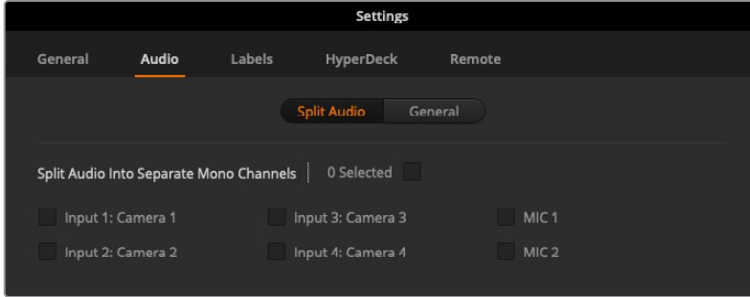 Settings
General Audio Labels HyperDeck Remote
Split Audio General
Split Audio Into Separate Mono Channels 0 Selected
Input 1: Camera 1 Input 3: Camera 3 MIC 1
Input 2: Camera 2 Input 4: Camera 4 MIC 2